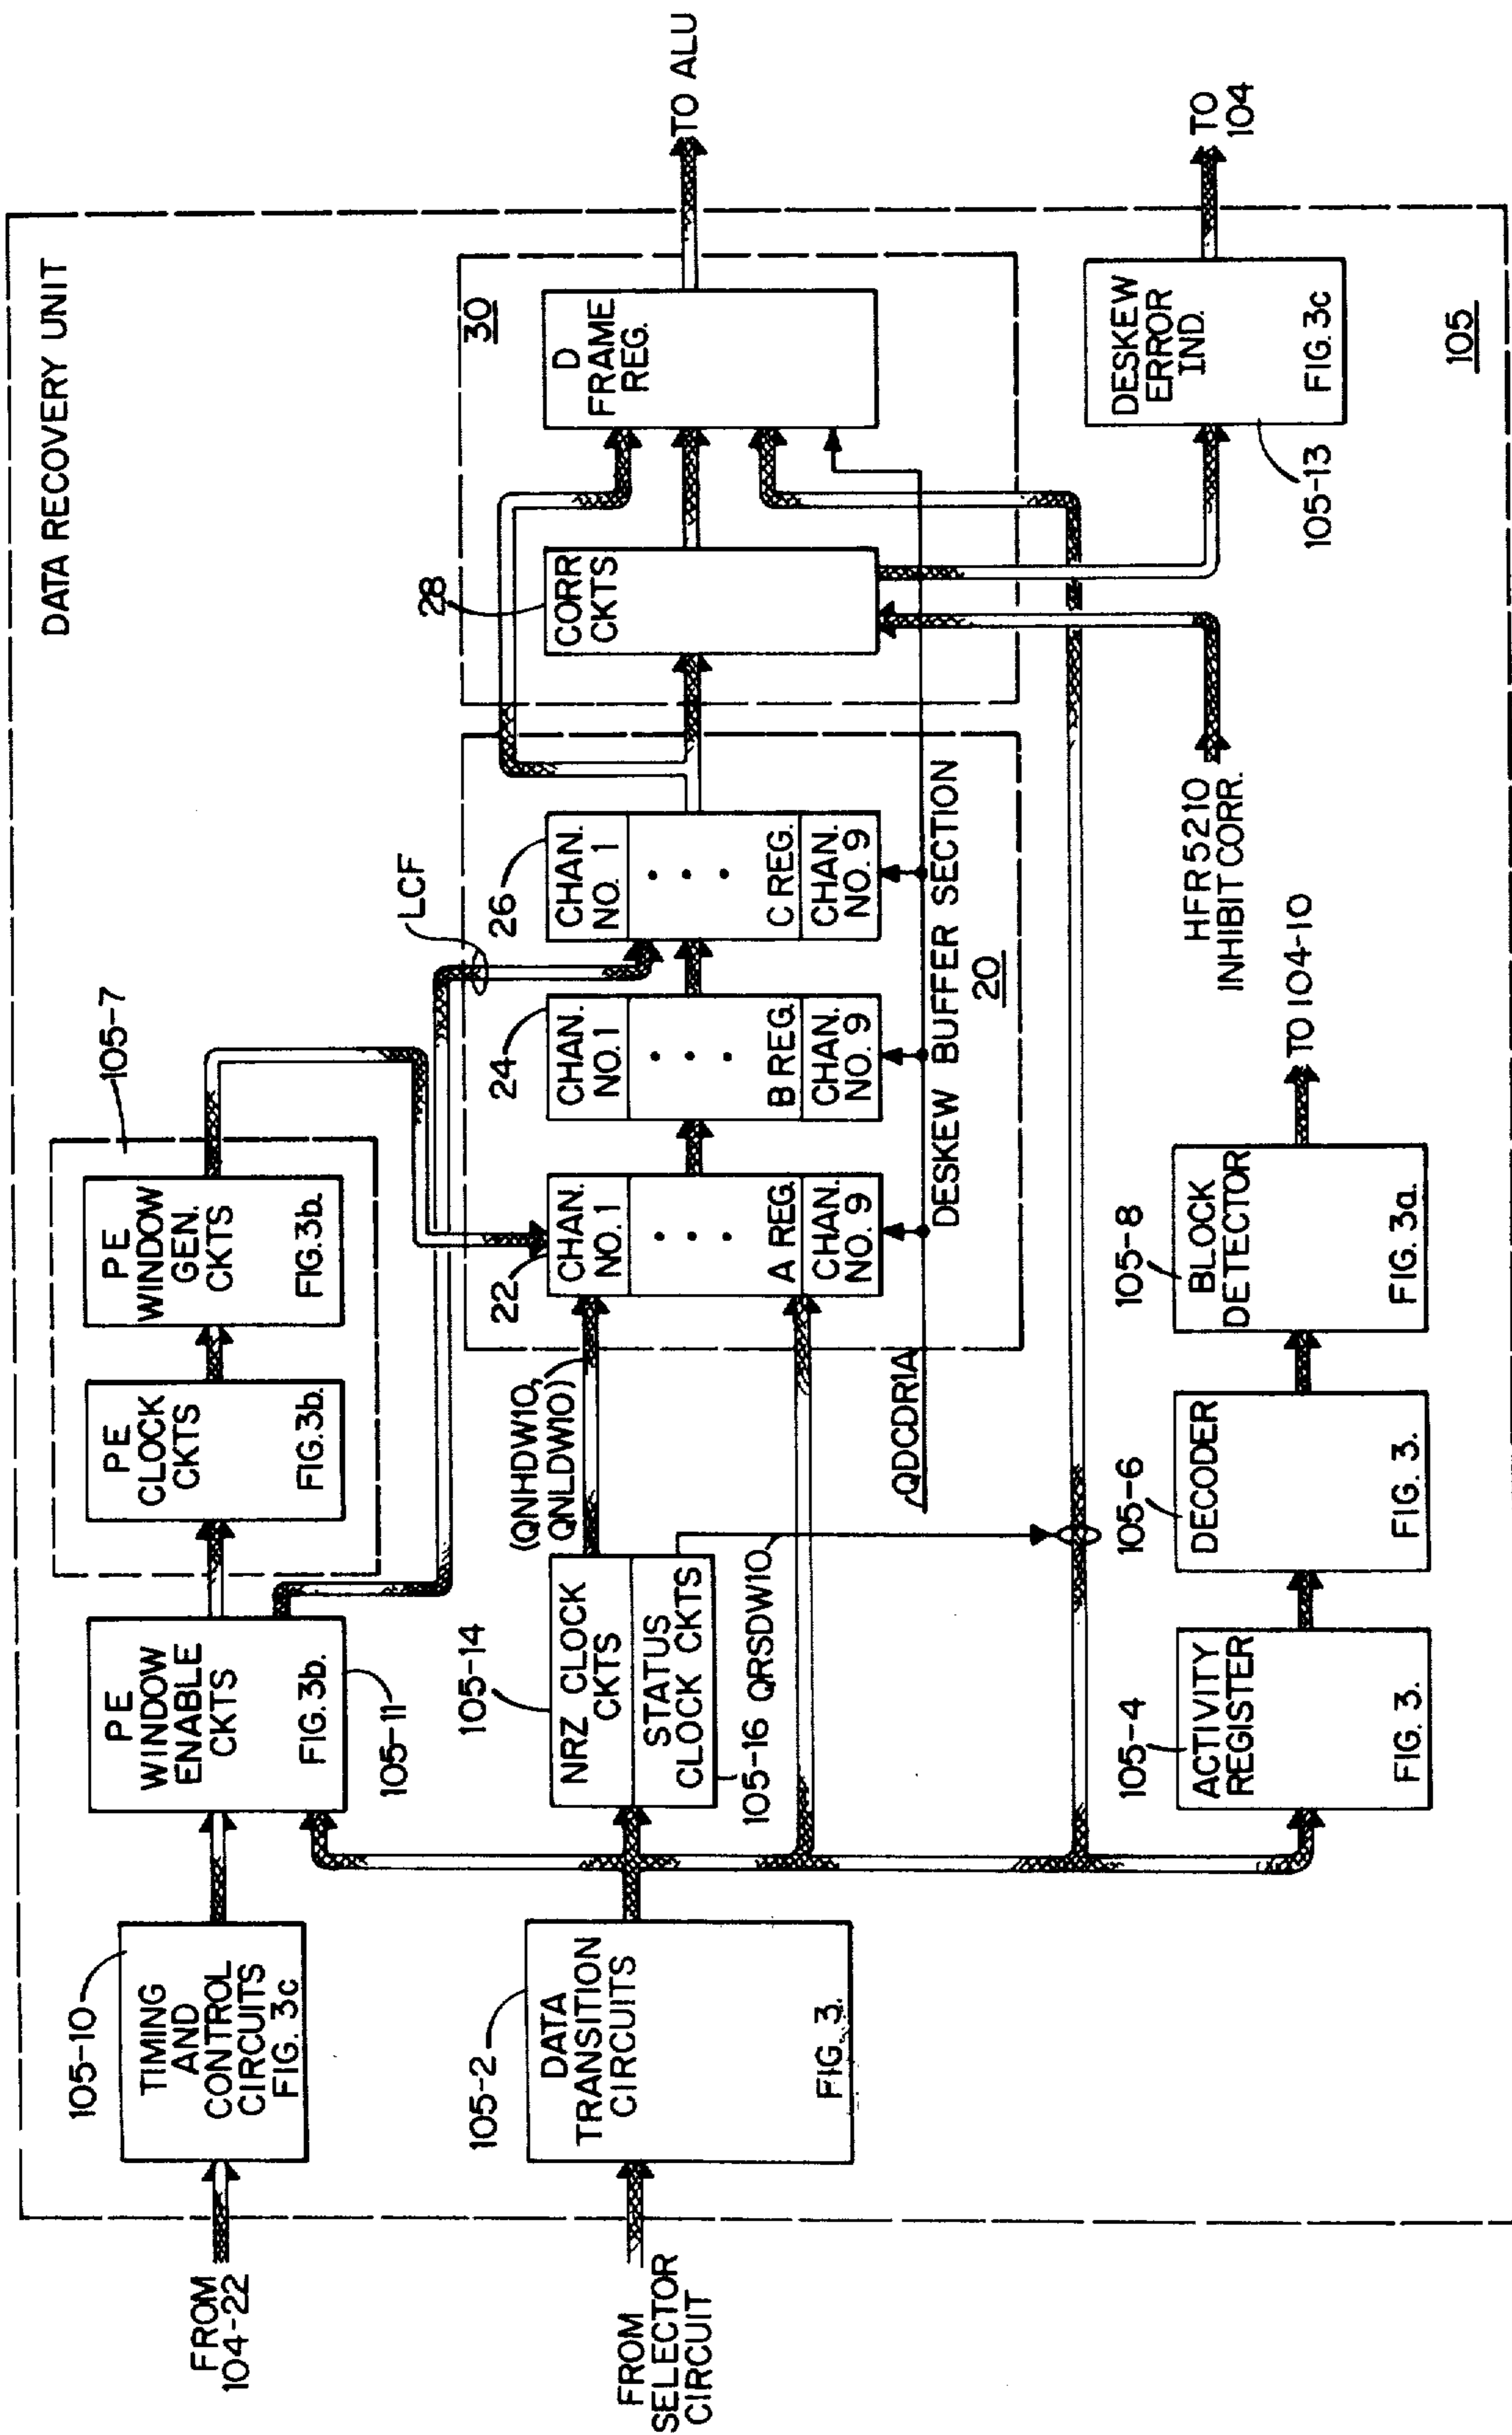 DATA RECOVERY UNIT
FROM
104-22
105-10
TIMING
AND
CONTROL
CIRCUITS
FIG. 3c
PE
WINDOW
ENABLE
CKTS
FIG.3b.
105-11
PE
CLOCK
CKTS
FIG.3b.
PE
WINDOW
GEN.
CKTS
FIG.3b.
105-7
LCF
FROM
SELECTOR
CIRCUIT
105-2
DATA
TRANSITION
CIRCUITS
FIG. 3.
105-14
NRZ CLOCK
CKTS
STATUS
CLOCK CKTS
105-16
QRSDW10
(QNHDW10,
QNLDW10)
22
CHAN.
NO. 1
A REG.
CHAN.
NO. 9
24
CHAN.
NO. 1
B REG.
CHAN.
NO. 9
26
CHAN.
NO. 1
C REG.
CHAN.
NO. 9
QDCDR1A
DESKEW BUFFER SECTION
20
28
CORR
CKTS
30
D
FRAME
REG.
TO ALU
105-4
ACTIVITY
REGISTER
FIG. 3.
105-6
DECODER
FIG. 3.
105-8
BLOCK
DETECTOR
FIG. 3a.
TO 104-10
HFR5210
INHIBIT CORR.
DESKEW
ERROR
IND.
FIG. 3c
105-13
TO
104
105